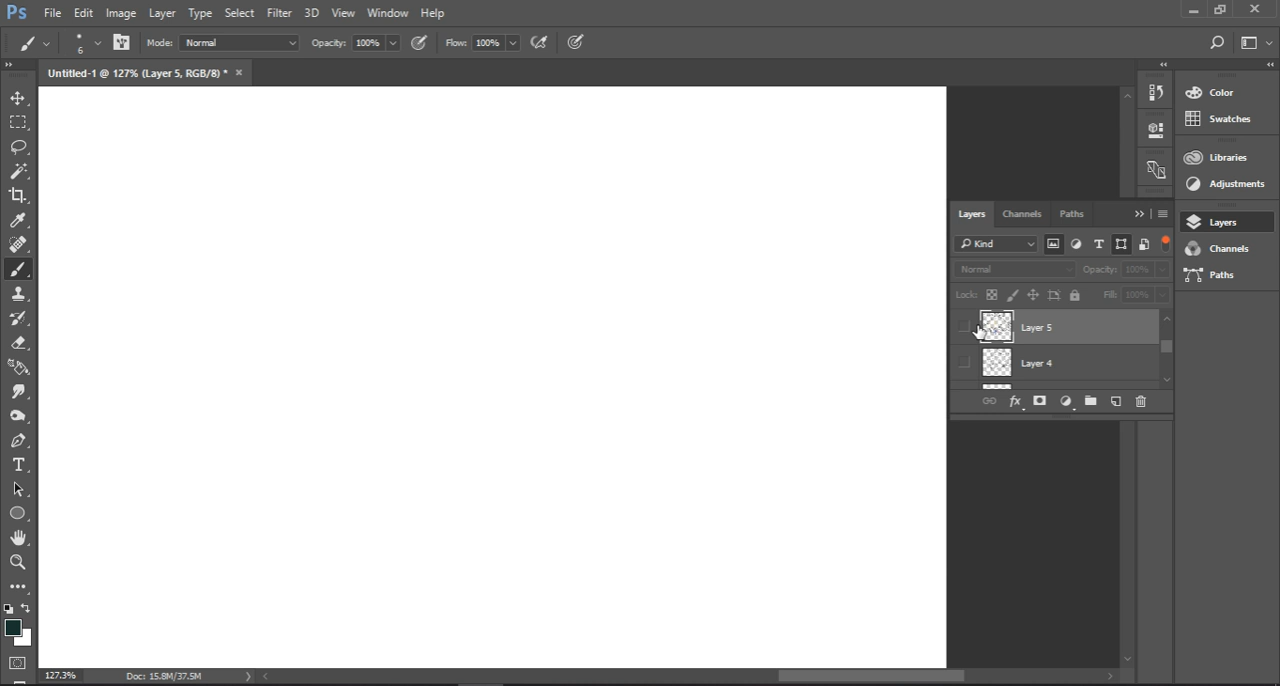 Ps File Edit Image Layer Type Select Filter 3D View Window Help
6 Mode: Normal Opacity: 100% Flow: 100%
Untitled-1 @ 127% (Layer 5, RGB/8) * ×
Color
Swatches
Libraries
Adjustments
Layers
Channels
Paths
Layers Channels Paths
Kind
Normal Opacity: 100%
Lock: Fill: 100%
Layer 5
Layer 4
fx
127.3% Doc: 15.8M/37.5M